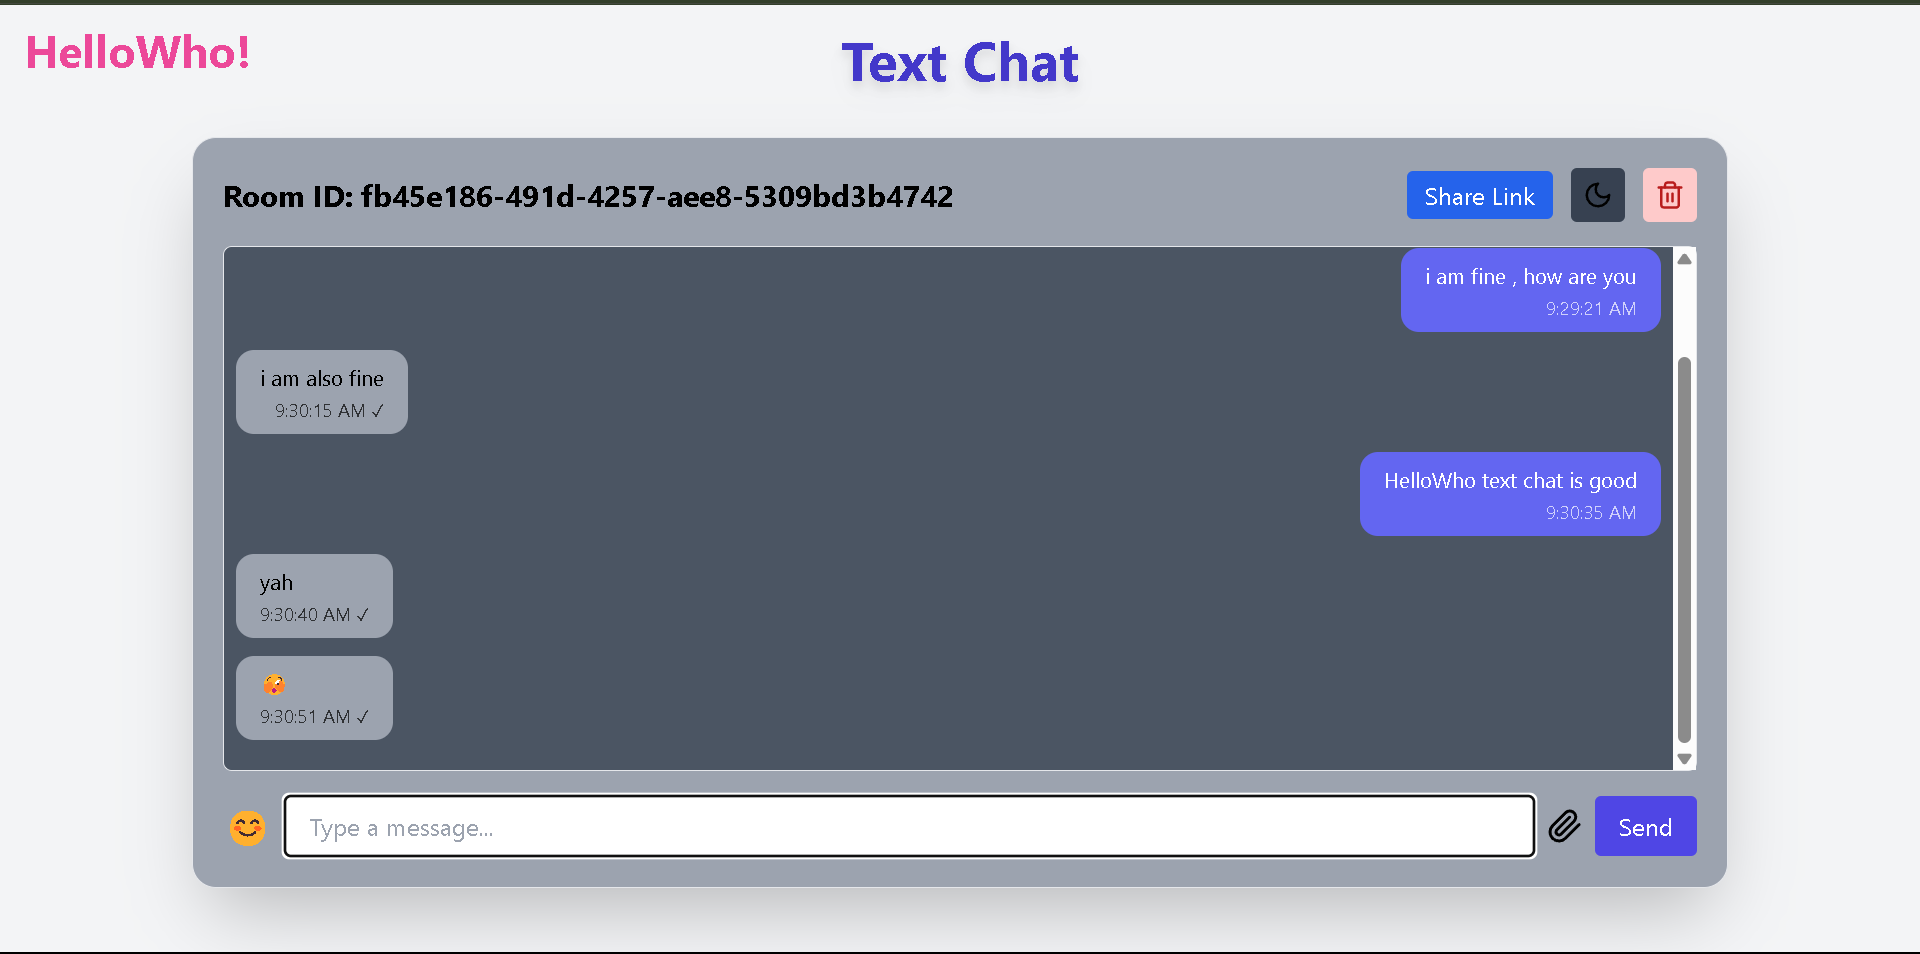 HelloWho!
Text Chat
Room ID: fb45e186-491d-4257-aee8-5309bd3b4742
Share Link
i am fine , how are you
9:29:21 AM
i am also fine
9:30:15 AM ✓
HelloWho text chat is good
9:30:35 AM
yah
9:30:40 AM ✓
9:30:51 AM ✓
Type a message...
Send